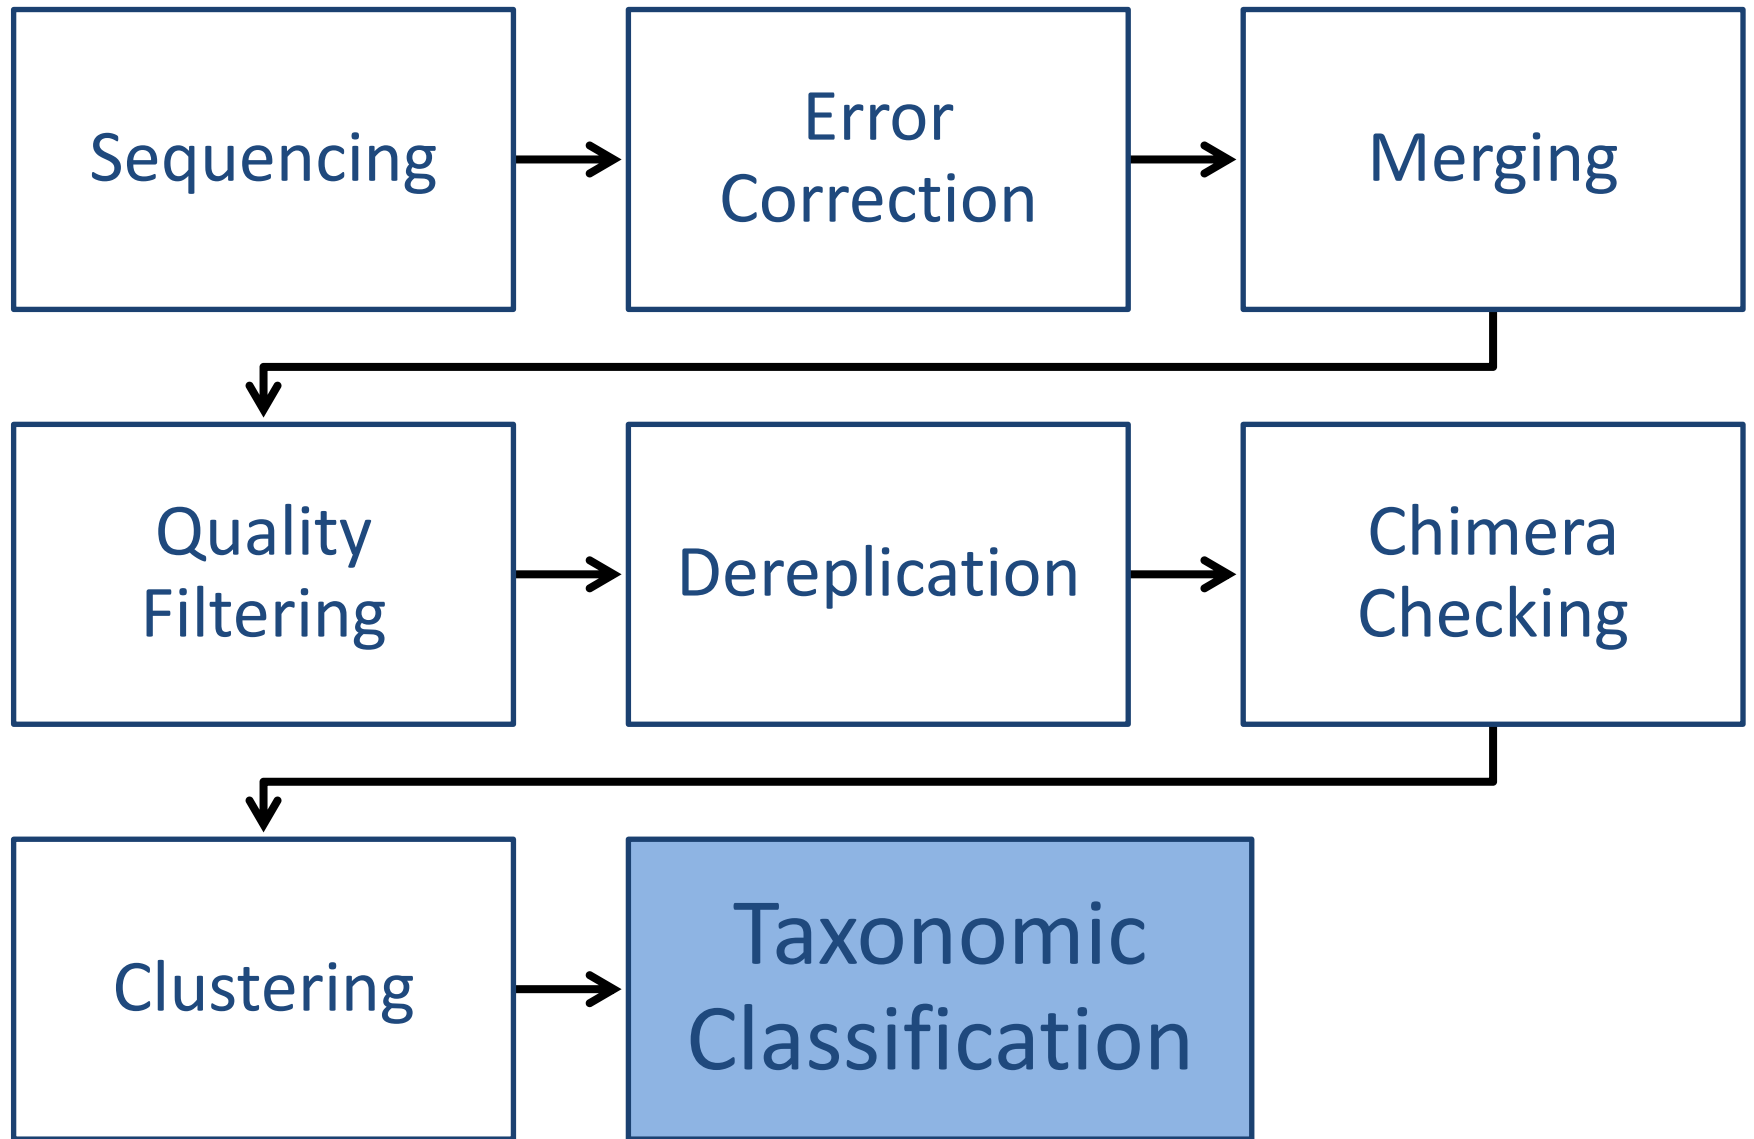 Sequencing
Error
Correction
Merging
Quality
Filtering
Dereplication
Chimera
Checking
Clustering
Taxonomic
Classification